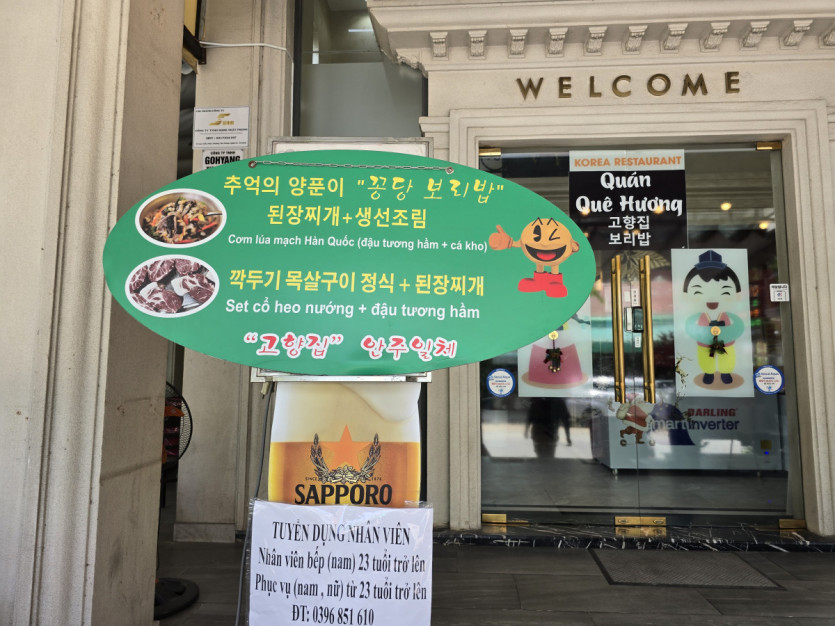 WELCOME
GOHYANG
추억의 양푼이 "꽁당 보리밥"
된장찌개+생선조림
Cơm lúa mạch Hàn Quốc (đậu tương hầm + cá kho)
깍두기 목살구이 정식 + 된장찌개
Set cổ heo nướng + đậu tương hầm
"고향집" 안주일체
KOREA RESTAURANT
Quán
Quê Hương
고향집
보리밥
DARLING
martinverter
SAPPORO
TUYỂN DỤNG NHÂN VIÊN
Nhân viên bếp (nam) 23 tuổi trở lên
Phục vụ (nam , nữ) từ 23 tuổi trở lên
ĐT: 0396 851 610